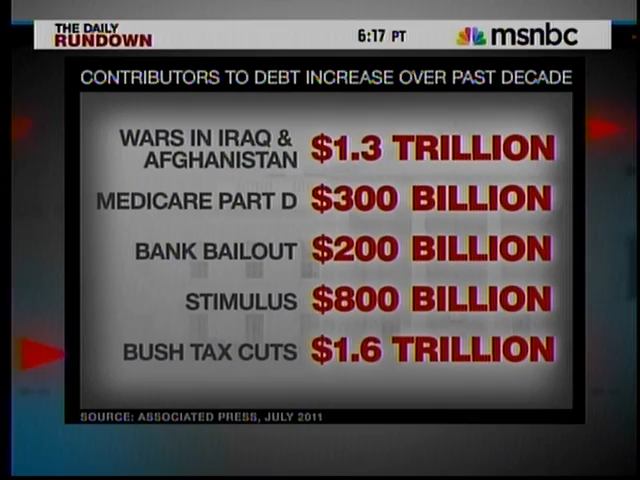 THE DAILY
RUNDOWN
6:17 PT
msnbc
CONTRIBUTORS TO DEBT INCREASE OVER PAST DECADE
WARS IN IRAQ &
AFGHANISTAN
$1.3 TRILLION
MEDICARE PART D $300 BILLION
BANK BAILOUT $200 BILLION
STIMULUS $800 BILLION
BUSH TAX CUTS $1.6 TRILLION
SOURCE: ASSOCIATED PRESS, JULY 2011